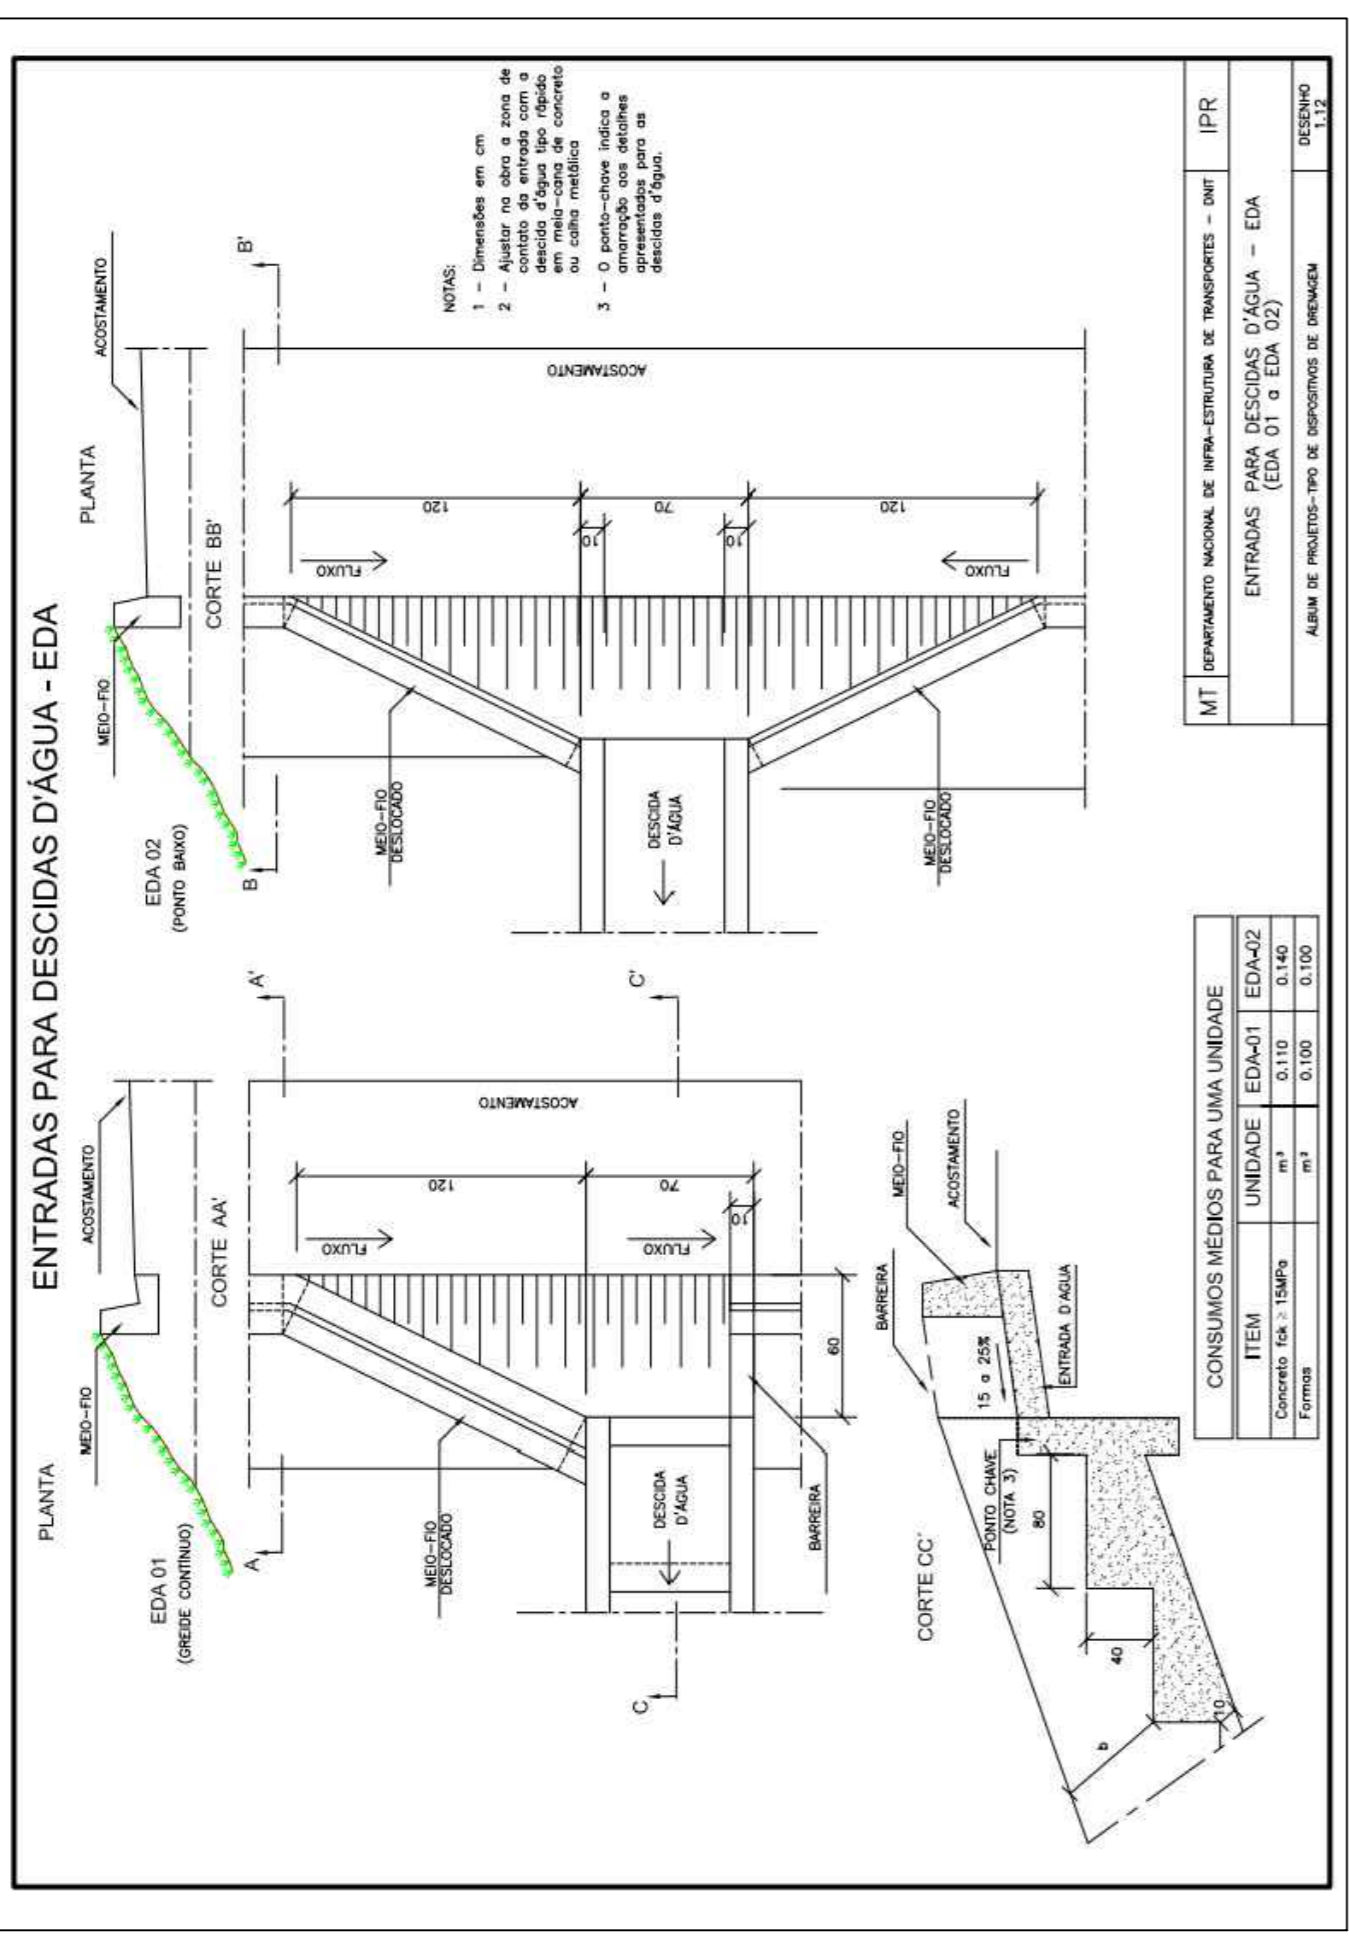 ENTRADAS PARA DESCIDAS D'ÁGUA - EDA
PLANTA
EDA 01
(GREIDE CONTÍNUO)
MEIO-FIO
ACOSTAMENTO
CORTE AA'
A
A'
MEIO-FIO
DESLOCADO
FLUXO
FLUXO
120
70
10
60
ACOSTAMENTO
DESCIDA
D'ÁGUA
BARREIRA
C
C'
PLANTA
EDA 02
(PONTO BAIXO)
MEIO-FIO
ACOSTAMENTO
CORTE BB'
B
B'
MEIO-FIO
DESLOCADO
FLUXO
120
70
10
10
120
FLUXO
ACOSTAMENTO
DESCIDA
D'ÁGUA
MEIO-FIO
DESLOCADO
NOTAS:
1 - Dimensões em cm
2 - Ajustar na obra a zona de
contato da entrada com a
descida d'água tipo rápido
em meia-cana de concreto
ou calha metálica
3 - O ponto-chave indica a
amarração aos detalhes
apresentados para as
descidas d'água.
CORTE CC'
BARREIRA
MEIO-FIO
ACOSTAMENTO
15 a 25%
ENTRADA D'AGUA
PONTO CHAVE
(NOTA 3)
80
40
b
10
CONSUMOS MÉDIOS PARA UMA UNIDADE
ITEM UNIDADE EDA-01 EDA-02
Concreto fck ≥ 15MPa m³ 0.110 0.140
Formas m² 0.100 0.100
MT DEPARTAMENTO NACIONAL DE INFRA-ESTRUTURA DE TRANSPORTES - DNIT IPR
ENTRADAS PARA DESCIDAS D'ÁGUA - EDA
(EDA 01 a EDA 02)
ÁLBUM DE PROJETOS-TIPO DE DISPOSITIVOS DE DRENAGEM
DESENHO
1.12